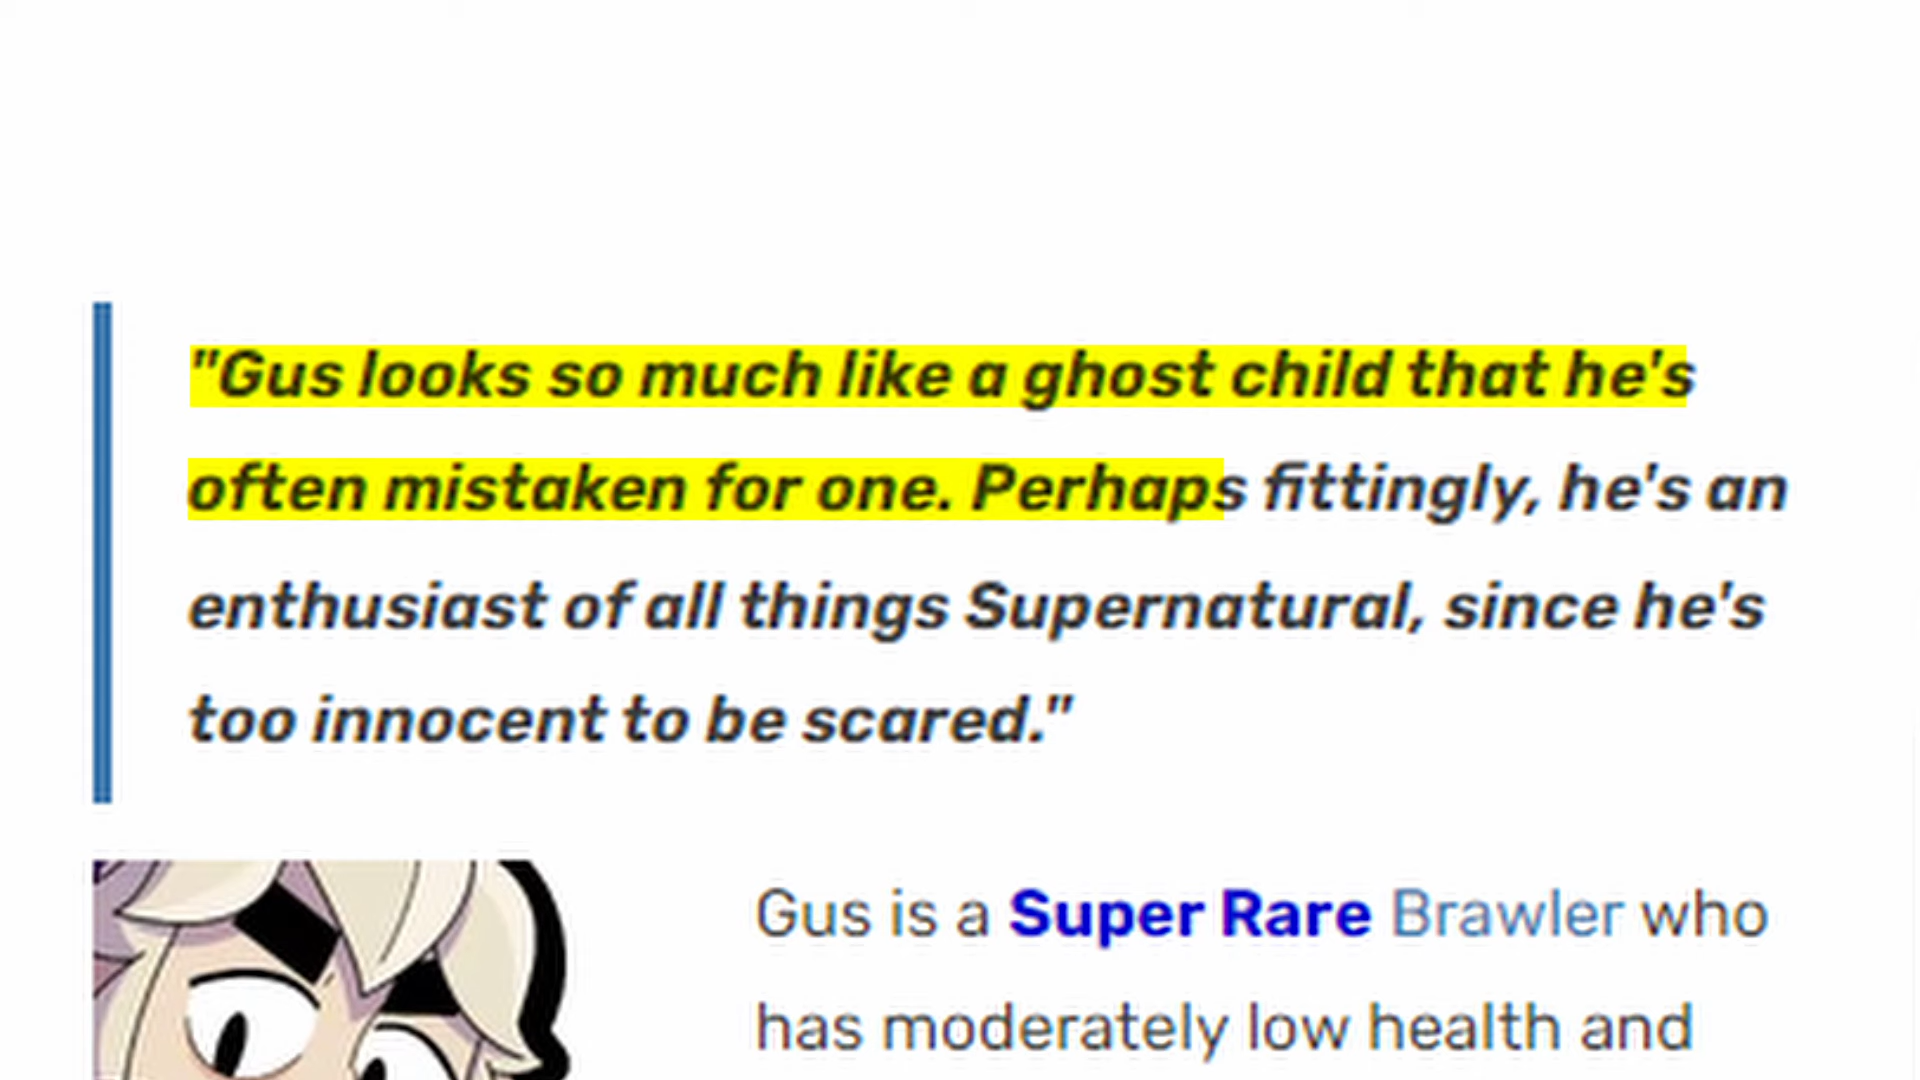 "Gus looks so much like a ghost child that he's
often mistaken for one. Perhaps fittingly, he's an
enthusiast of all things Supernatural, since he's
too innocent to be scared."
Gus is a Super Rare Brawler who
has moderately low health and